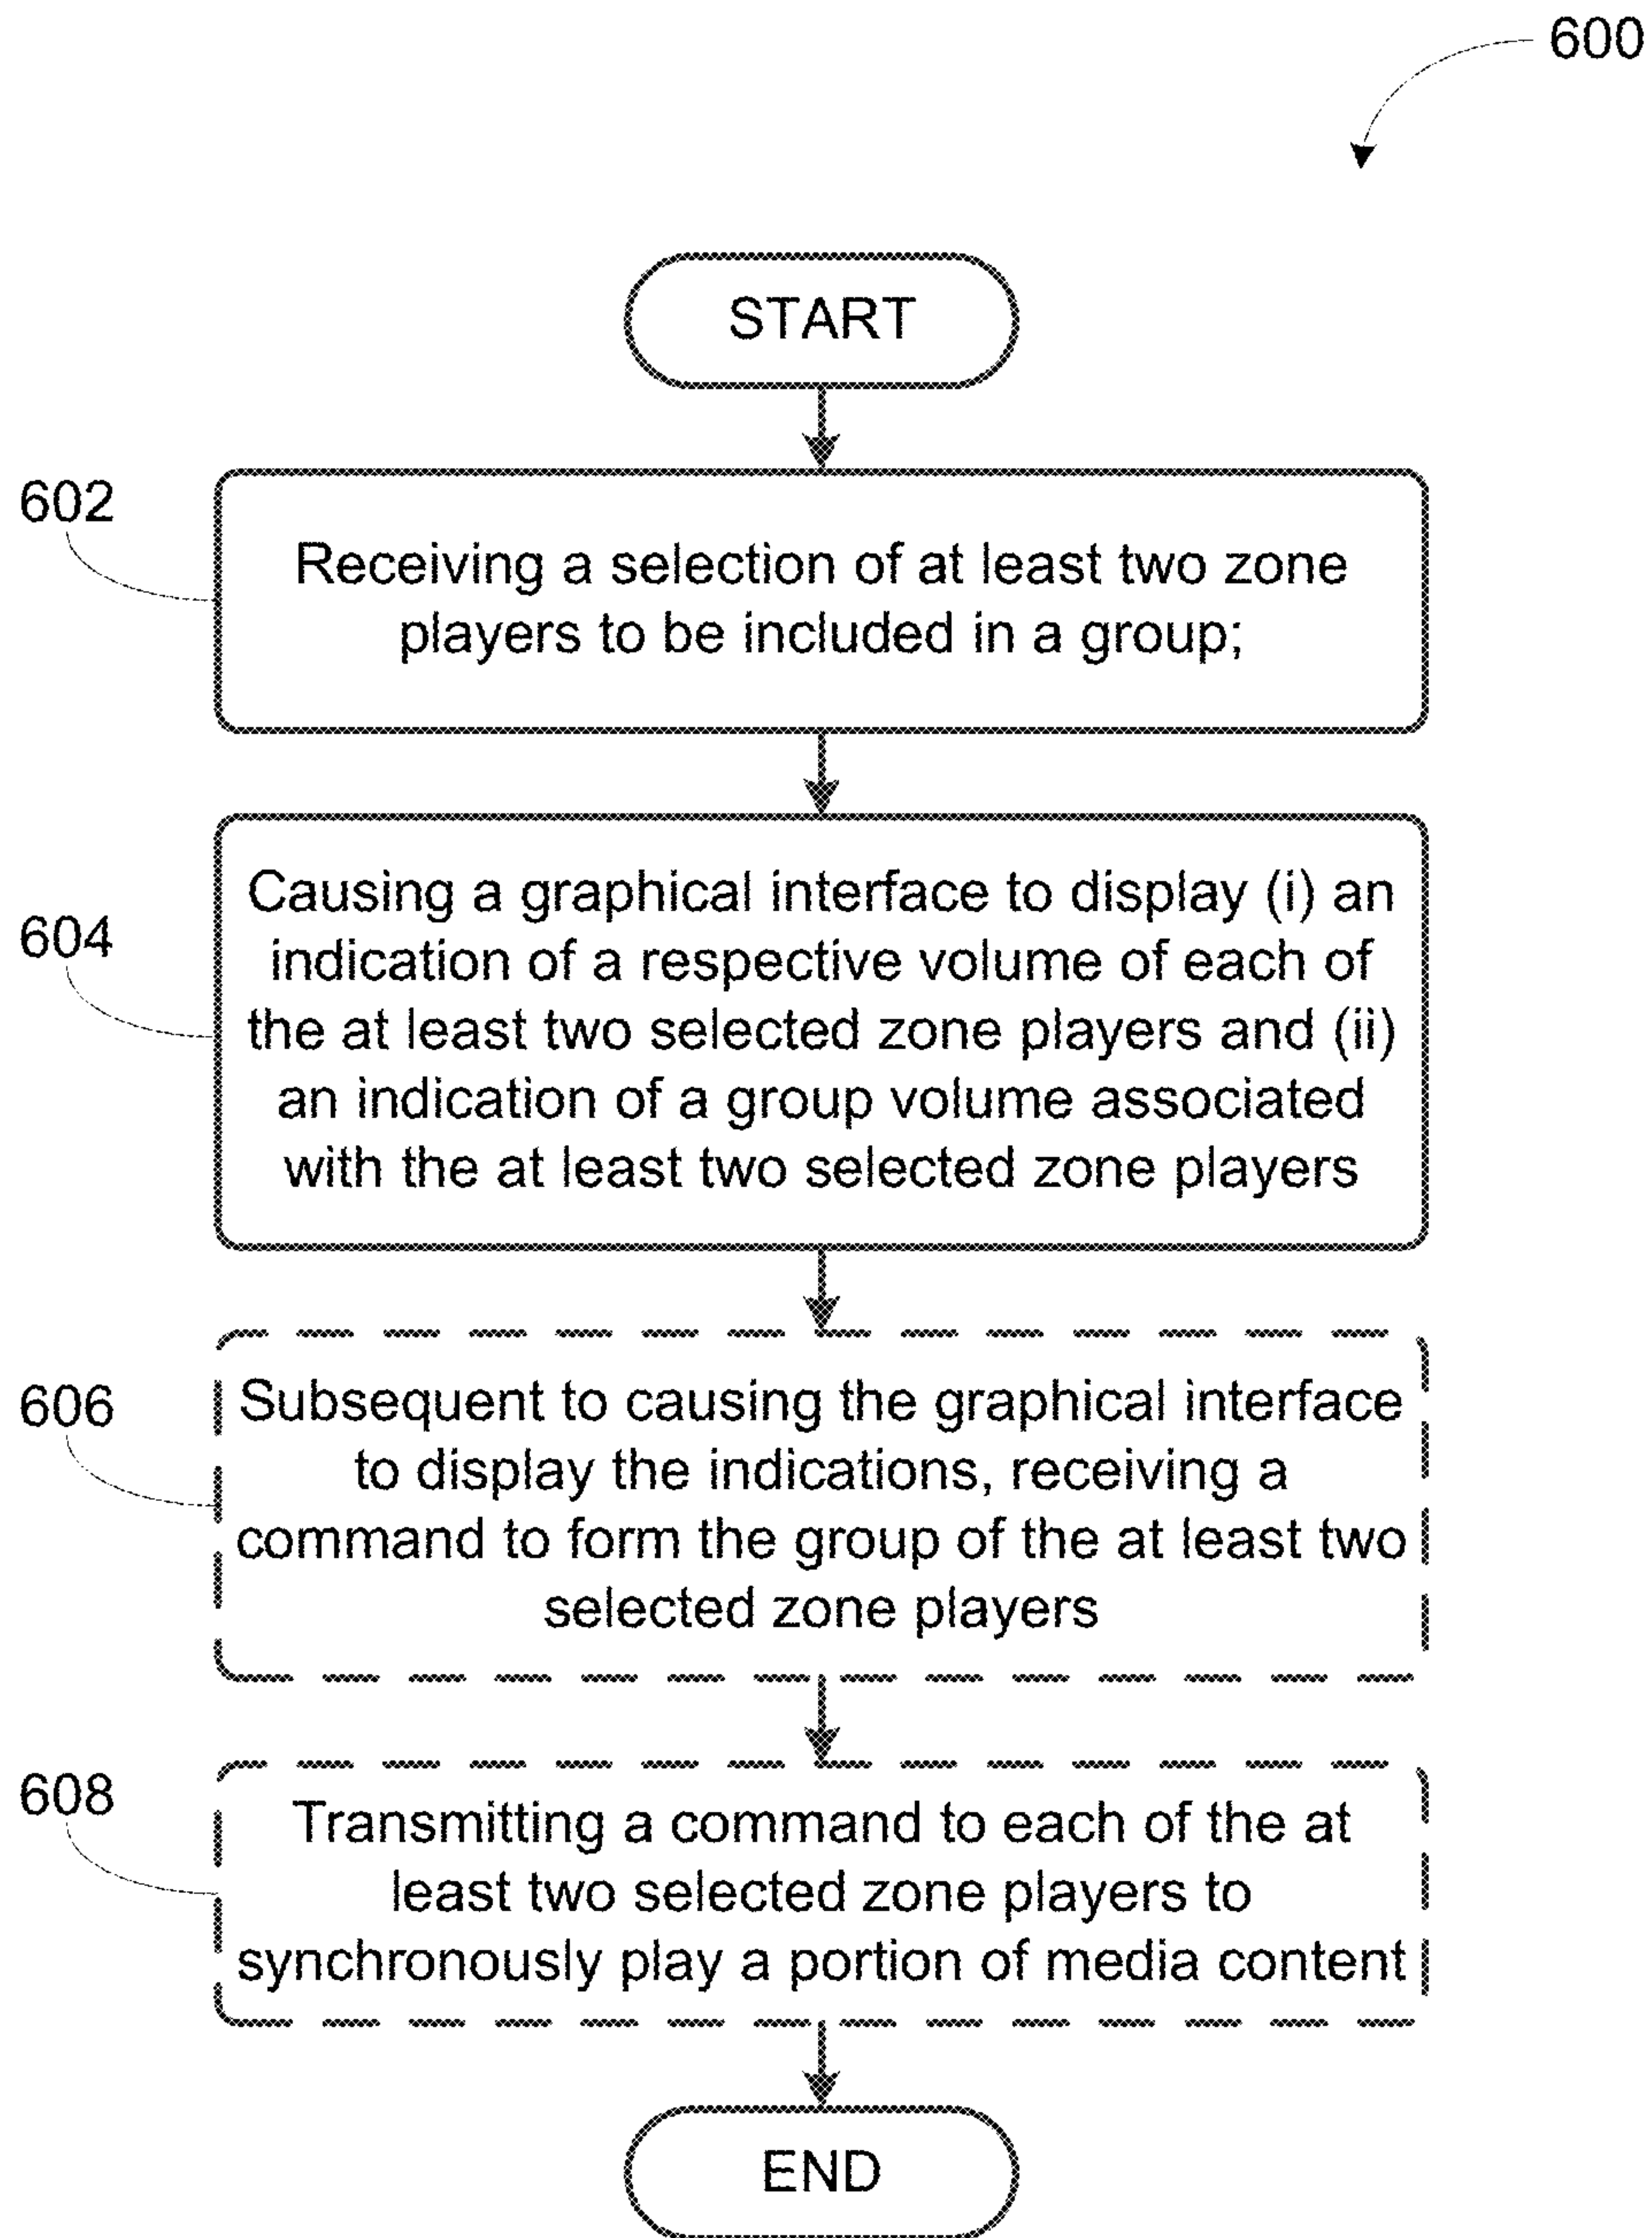 600
START
602
Receiving a selection of at least two zone
players to be included in a group;
604
Causing a graphical interface to display (i) an
indication of a respective volume of each of
the at least two selected zone players and (ii)
an indication of a group volume associated
with the at least two selected zone players
606
Subsequent to causing the graphical interface
to display the indications, receiving a
command to form the group of the at least two
selected zone players
608
Transmitting a command to each of the at
least two selected zone players to
synchronously play a portion of media content
END